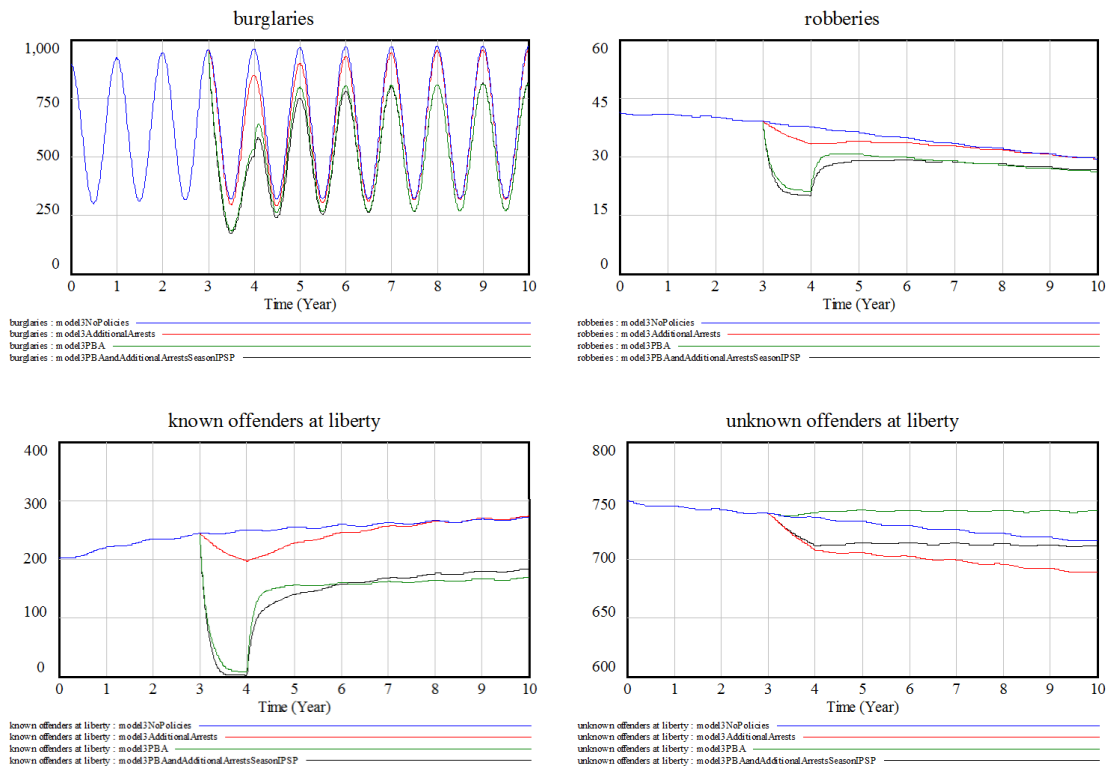 burglaries
1,000
750
500
250
0
0 1 2 3 4 5 6 7 8 9 10
Time (Year)
burglaries : model3NoPolicies
burglaries : model3AdditionalArrests
burglaries : model3PBA
burglaries : model3PBAandAdditionalArrestsSeasonIPSP
robberies
60
45
30
15
0
0 1 2 3 4 5 6 7 8 9 10
Time (Year)
robberies : model3NoPolicies
robberies : model3AdditionalArrests
robberies : model3PBA
robberies : model3PBAandAdditionalArrestsSeasonIPSP
known offenders at liberty
400
300
200
100
0
0 1 2 3 4 5 6 7 8 9 10
Time (Year)
known offenders at liberty : model3NoPolicies
known offenders at liberty : model3AdditionalArrests
known offenders at liberty : model3PBA
known offenders at liberty : model3PBAandAdditionalArrestsSeasonIPSP
unknown offenders at liberty
800
750
700
650
600
0 1 2 3 4 5 6 7 8 9 10
Time (Year)
unknown offenders at liberty : model3NoPolicies
unknown offenders at liberty : model3AdditionalArrests
unknown offenders at liberty : model3PBA
unknown offenders at liberty : model3PBAandAdditionalArrestsSeasonIPSP